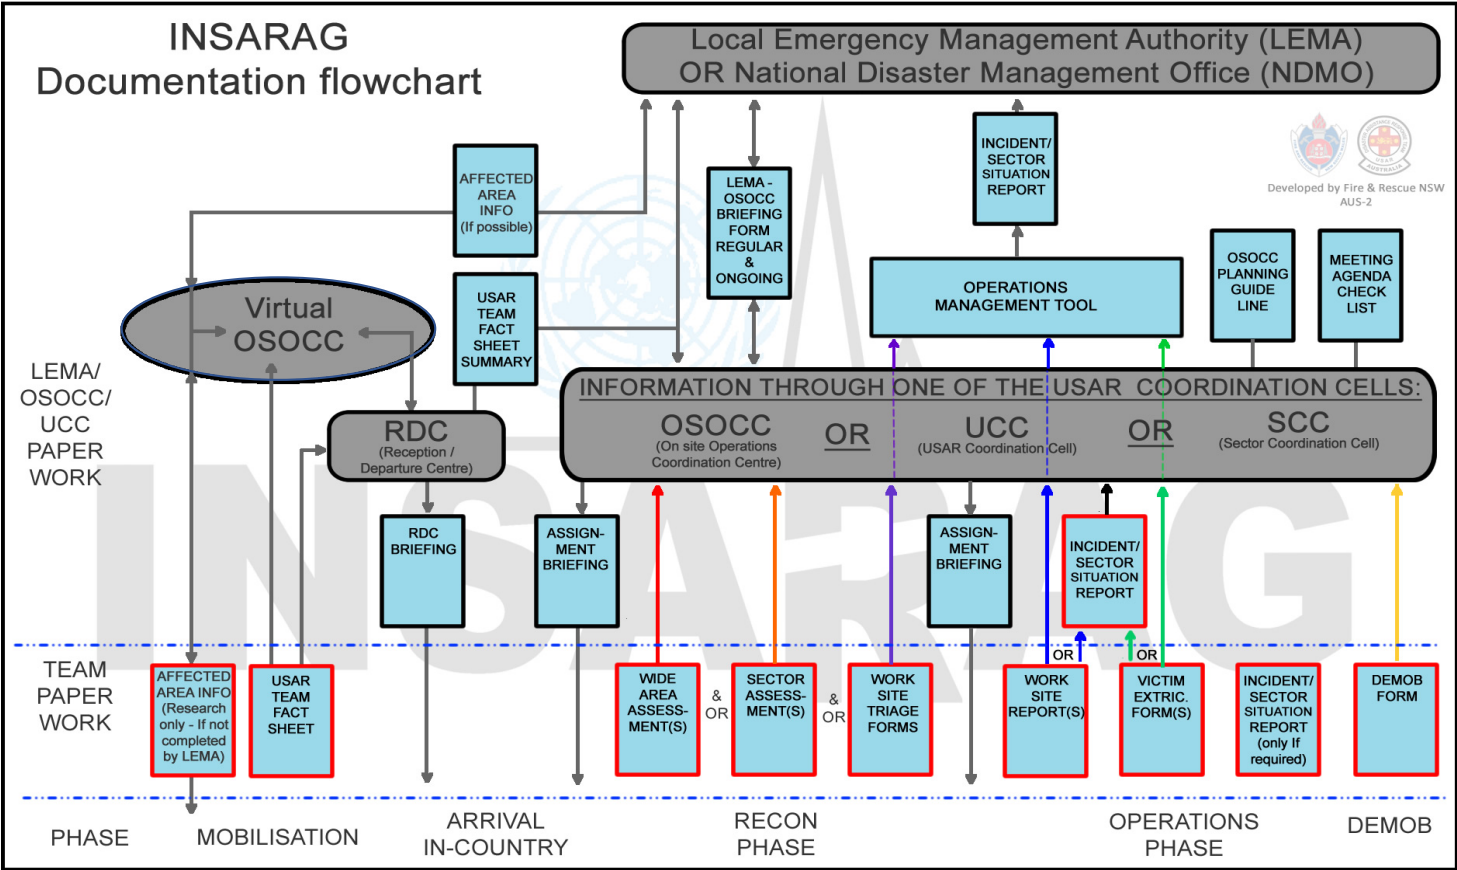 INSARAG
Documentation flowchart
Local Emergency Management Authority (LEMA)
OR National Disaster Management Office (NDMO)
Developed by Fire & Rescue NSW
AUS-2
AFFECTED
AREA
INFO
(If possible)
LEMA -
OSOCC
BRIEFING
FORM
REGULAR
&
ONGOING
INCIDENT/
SECTOR
SITUATION
REPORT
OPERATIONS
MANAGEMENT TOOL
OSOCC
PLANNING
GUIDE
LINE
MEETING
AGENDA
CHECK
LIST
USAR
TEAM
FACT
SHEET
SUMMARY
Virtual
OSOCC
LEMA/
OSOCC/
UCC
PAPER
WORK
RDC
(Reception /
Departure Centre)
INFORMATION THROUGH ONE OF THE USAR COORDINATION CELLS:
OSOCC
(On site Operations
Coordination Centre)
OR
UCC
(USAR Coordination Cell)
OR
SCC
(Sector Coordination Cell)
INSARAG
RDC
BRIEFING
ASSIGN-
MENT
BRIEFING
ASSIGN-
MENT
BRIEFING
INCIDENT/
SECTOR
SITUATION
REPORT
OR
OR
TEAM
PAPER
WORK
AFFECTED
AREA INFO
(Research
only - If not
completed
by LEMA)
USAR
TEAM
FACT
SHEET
WIDE
AREA
ASSESS-
MENT(S)
&
OR
SECTOR
ASSESS-
MENT(S)
&
OR
WORK
SITE
TRIAGE
FORMS
WORK
SITE
REPORT(S)
VICTIM
EXTRIC.
FORM(S)
INCIDENT/
SECTOR
SITUATION
REPORT
(only If
required)
DEMOB
FORM
PHASE
MOBILISATION
ARRIVAL
IN-COUNTRY
RECON
PHASE
OPERATIONS
PHASE
DEMOB